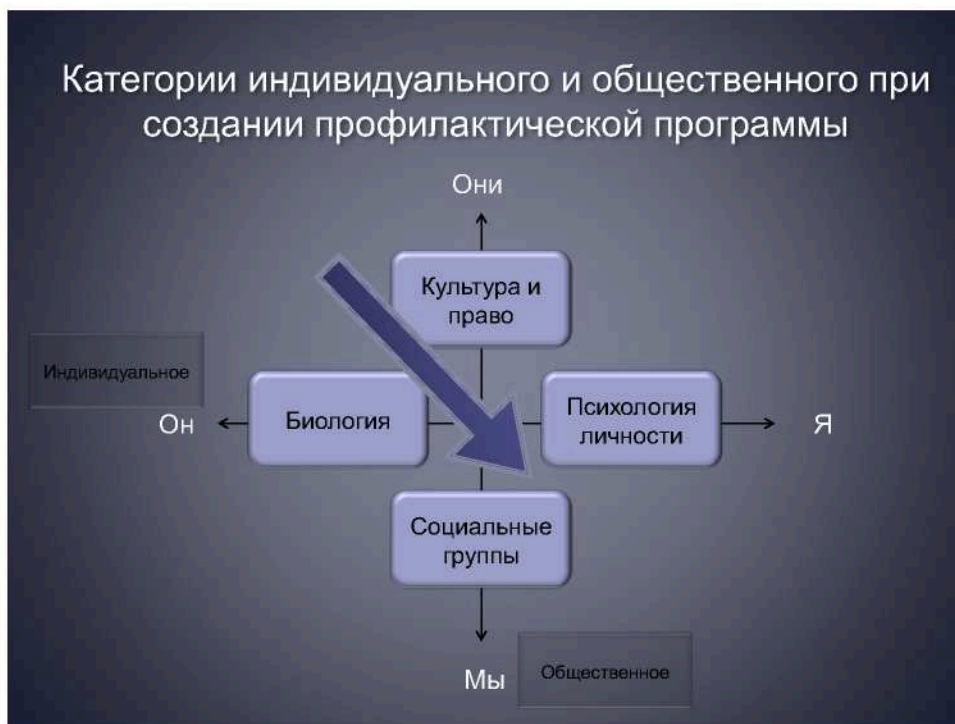 Категории индивидуального и общественного при
создании профилактической программы
Они
Культура и
право
Индивидуальное
Он
Биология
Психология
личности
Я
Социальные
группы
Мы
Общественное